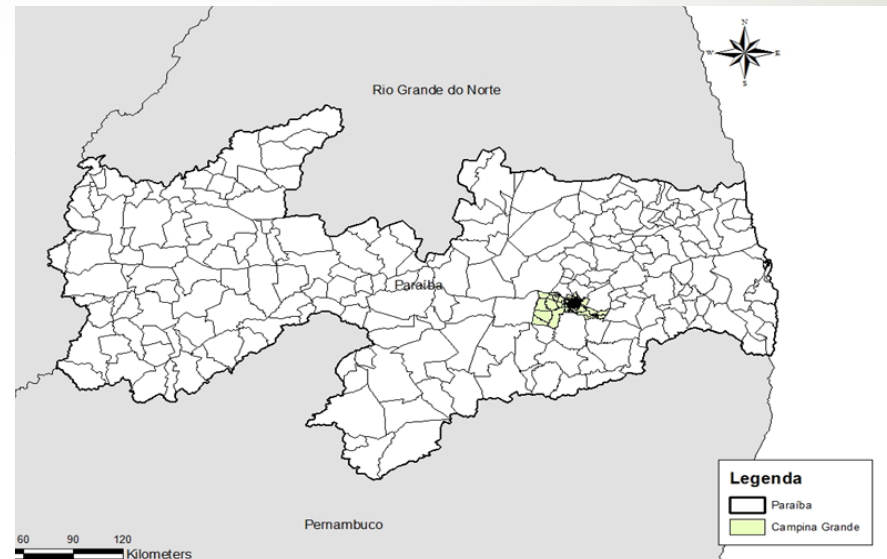 N
W E
S
Rio Grande do Norte
Paraíba
Pernambuco
Legenda
Paraíba
Campina Grande
60 90 120
Kilometers